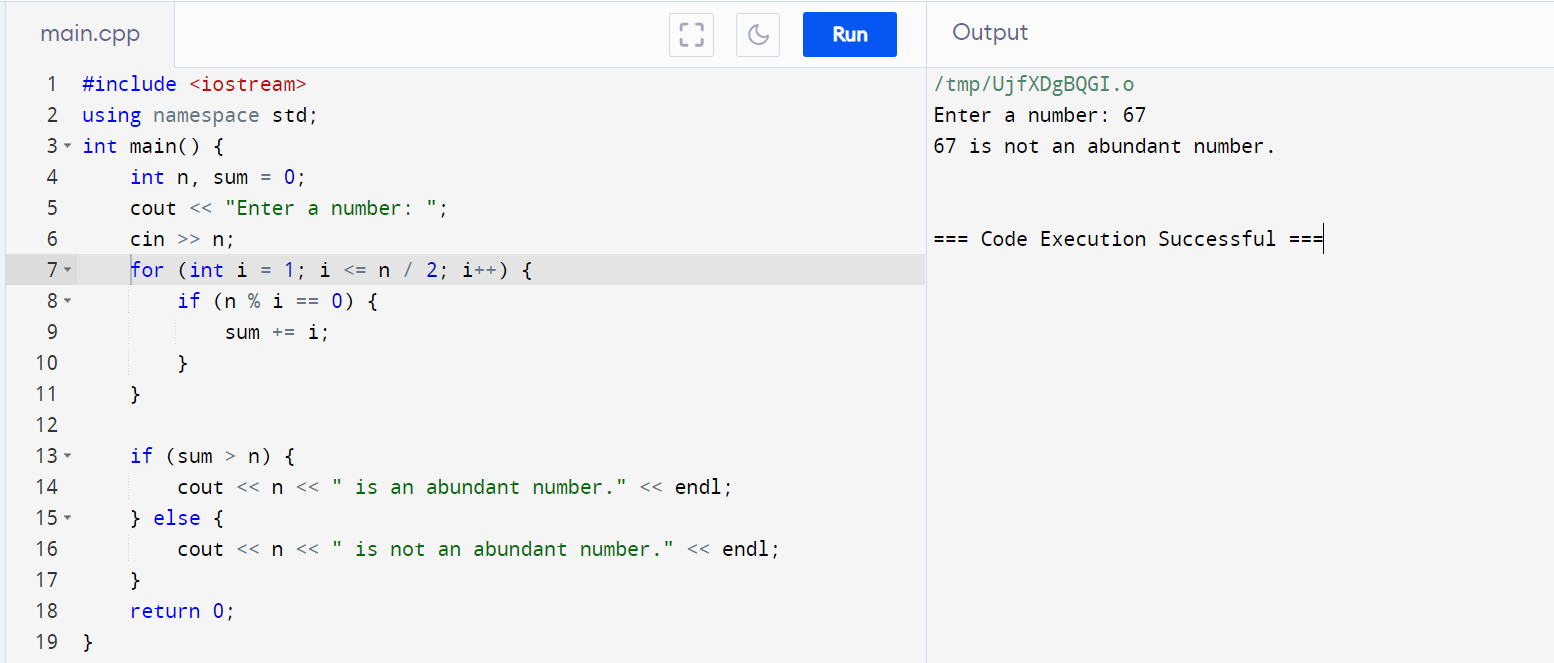 main.cpp
Run
Output
1 #include <iostream>
2 using namespace std;
3 int main() {
4     int n, sum = 0;
5     cout << "Enter a number: ";
6     cin >> n;
7     for (int i = 1; i <= n / 2; i++) {
8         if (n % i == 0) {
9             sum += i;
10         }
11     }
12
13     if (sum > n) {
14         cout << n << " is an abundant number." << endl;
15     } else {
16         cout << n << " is not an abundant number." << endl;
17     }
18     return 0;
19 }
/tmp/UjfXDgBQGI.o
Enter a number: 67
67 is not an abundant number.
=== Code Execution Successful ===